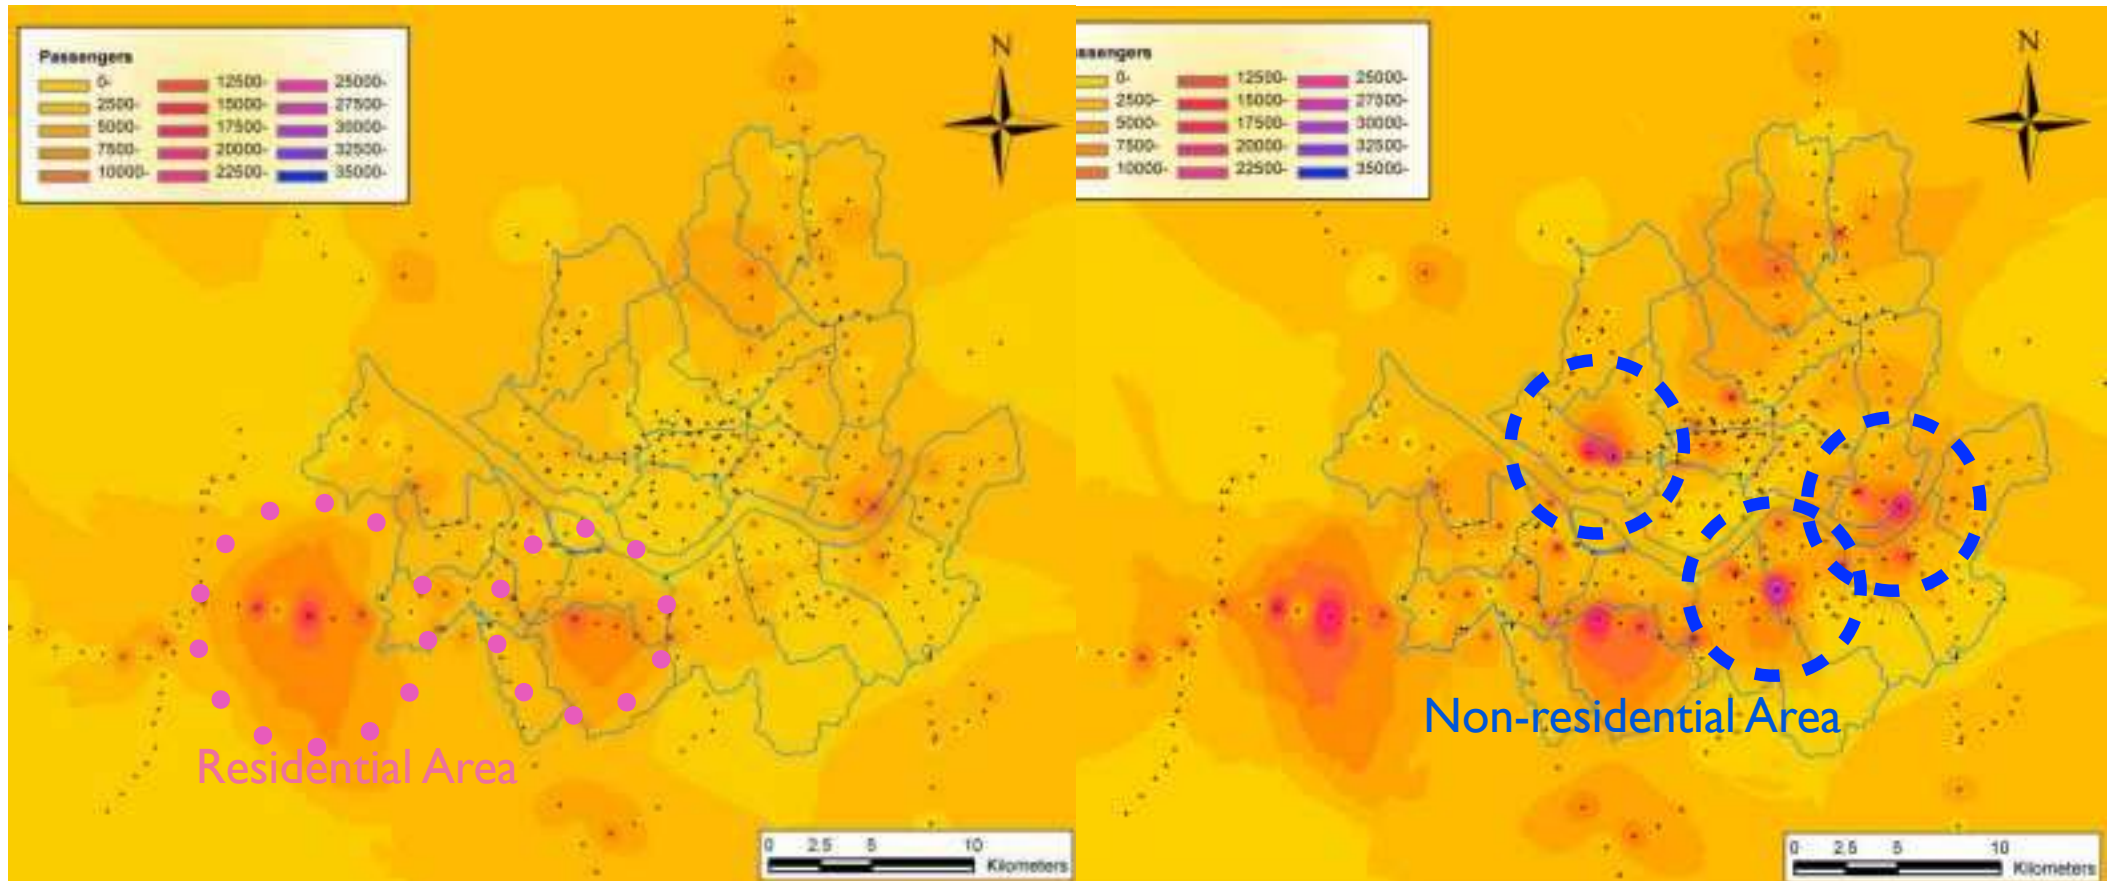 Passengers
0- 12500- 25000-
2500- 15000- 27500-
5000- 17500- 30000-
7500- 20000- 32500-
10000- 22500- 35000-
N
Residential Area
0 2.5 5 10
Kilometers
assengers
0- 12500- 25000-
2500- 15000- 27500-
5000- 17500- 30000-
7500- 20000- 32500-
10000- 22500- 35000-
N
Non-residential Area
0 2.5 5 10
Kilometers